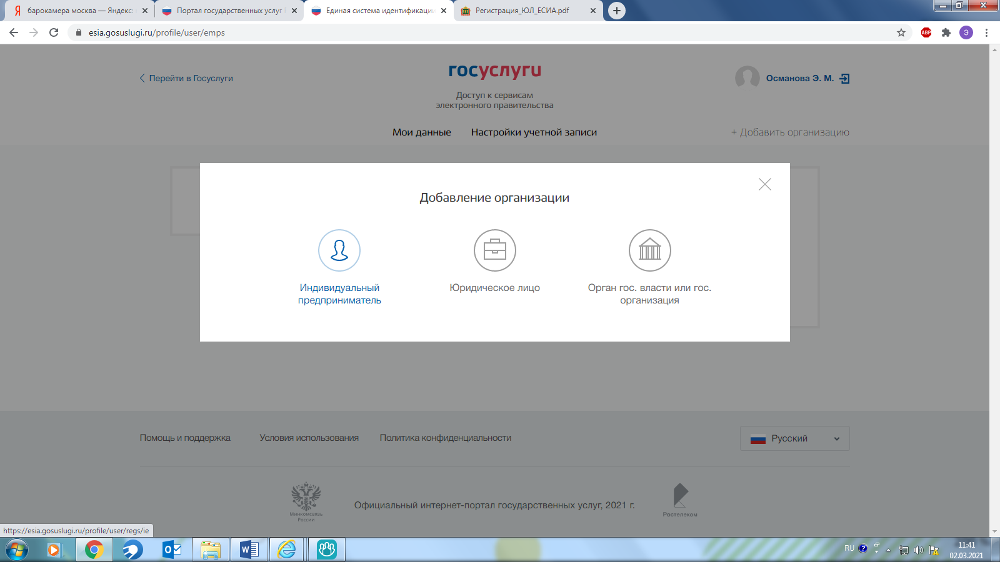 барокамера москва — Яндекс:
Портал государственных услуг
Единая система идентификации
Регистрация_ЮЛ_ЕСИА.pdf
esia.gosuslugi.ru/profile/user/emps
ABP
Э
Перейти в Госуслуги
госуслуги
Османова Э. М.
Доступ к сервисам
электронного правительства
Мои данные
Настройки учетной записи
+ Добавить организацию
Добавление организации
Индивидуальный
предприниматель
Юридическое лицо
Орган гос. власти или гос.
организация
Помощь и поддержка
Условия использования
Политика конфиденциальности
Русский
Минкомсвязь
России
Официальный интернет-портал государственных услуг, 2021 г.
Ростелеком
https://esia.gosuslugi.ru/profile/user/regs/ie
RU
11:41
02.03.2021